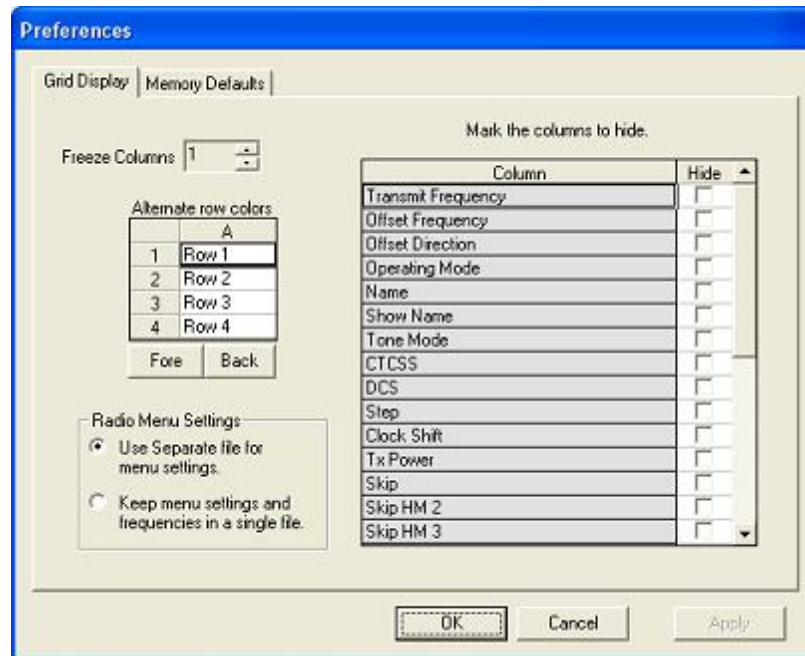 Preferences
Grid Display
Memory Defaults
Freeze Columns 1
Alternate row colors
A
1 Row 1
2 Row 2
3 Row 3
4 Row 4
Fore Back
Radio Menu Settings
Use Separate file for
menu settings.
Keep menu settings and
frequencies in a single file.
Mark the columns to hide.
Column Hide
Transmit Frequency
Offset Frequency
Offset Direction
Operating Mode
Name
Show Name
Tone Mode
CTCSS
DCS
Step
Clock Shift
Tx Power
Skip
Skip HM 2
Skip HM 3
OK
Cancel
Apply